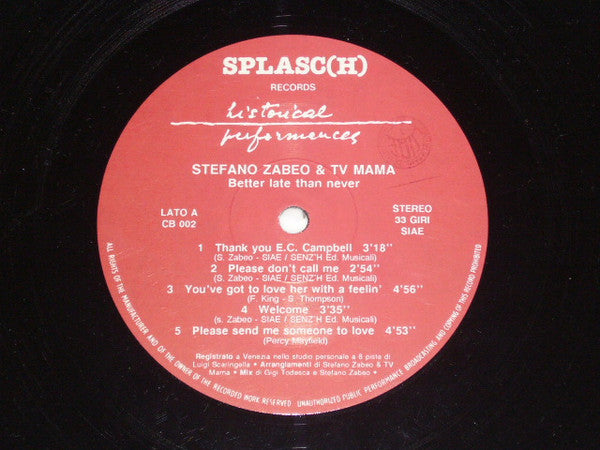 SPLASC(H)
RECORDS
historical
performances
STEFANO ZABEO & TV MAMA
Better late than never
LATO A
CB 002
STEREO
33 GIRI
SIAE
1 Thank you E.C. Campbell 3'18''
(S. Zabeo - SIAE / SENZ'H Ed. Musicali)
2 Please don't call me 2'54''
(S. Zabeo - SIAE / SENZ'H Ed. Musicali)
3 You've got to love her with a feelin' 4'56''
(F. King - S Thompson)
4 Welcome 3'35''
(s. Zabeo - SIAE / SENZ'H Ed. Musicali)
5 Please send me someone to love 4'53''
(Percy Mayfield)
Registrato a Venezia nello studio personale a 8 piste di
Luigi Scaringella • Arrangiamenti di Stefano Zabeo & TV
Mama • Mix di Gigi Todesca e Stefano Zabeo •
ALL RIGHTS OF THE MANUFACTURER AND OF THE OWNER OF THE RECORDED WORK RESERVED. UNAUTHORIZED PUBLIC PERFORMANCE BROADCASTING AND COPYING OF THIS RECORD PROHIBITED